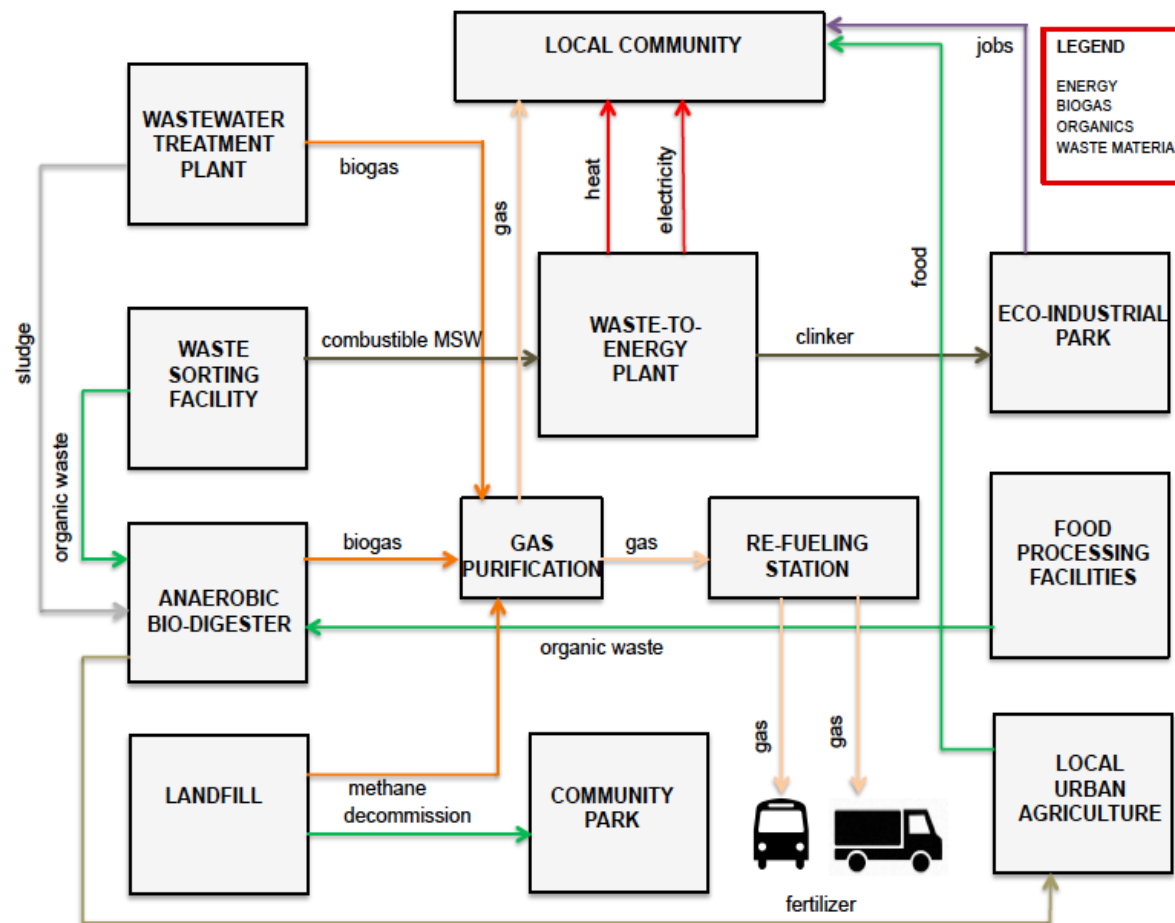 LOCAL COMMUNITY
jobs
LEGEND
ENERGY
BIOGAS
ORGANICS
WASTE MATERIA
WASTEWATER
TREATMENT
PLANT
biogas
gas
heat
electricity
food
sludge
WASTE
SORTING
FACILITY
combustible MSW
WASTE-TO-
ENERGY
PLANT
clinker
ECO-INDUSTRIAL
PARK
organic waste
ANAEROBIC
BIO-DIGESTER
biogas
GAS
PURIFICATION
gas
RE-FUELING
STATION
FOOD
PROCESSING
FACILITIES
organic waste
gas
gas
LANDFILL
methane
decommission
COMMUNITY
PARK
LOCAL
URBAN
AGRICULTURE
fertilizer